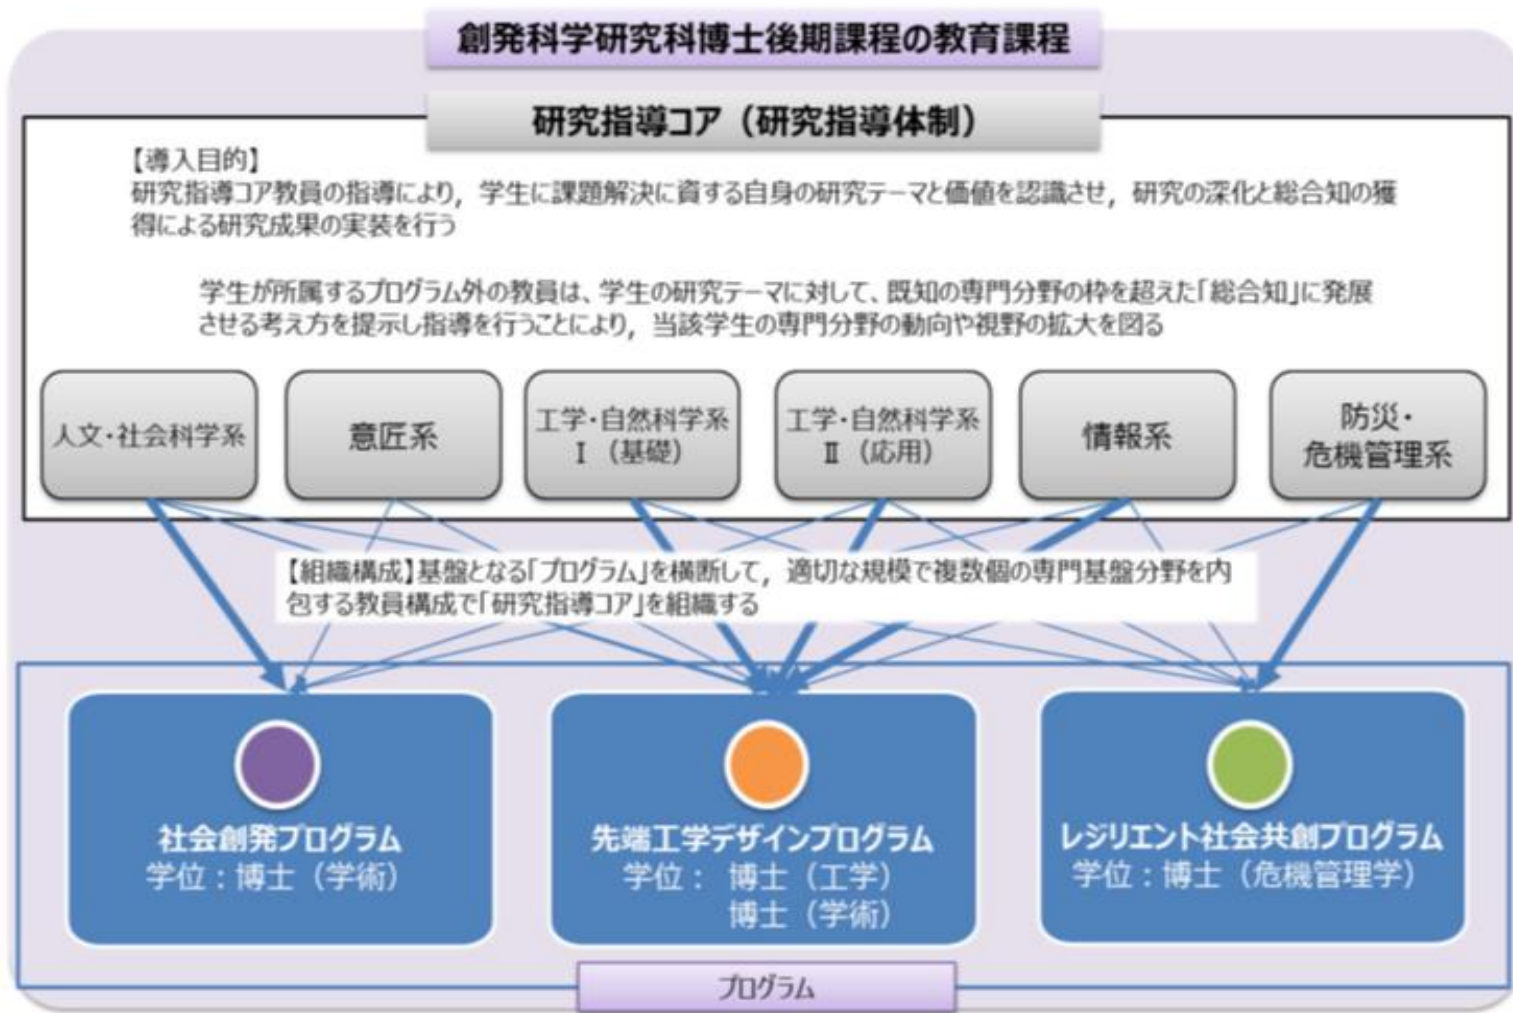 創発科学研究科博士後期課程の教育課程
研究指導コア（研究指導体制）
【導入目的】
研究指導コア教員の指導により，学生に課題解決に資する自身の研究テーマと価値を認識させ，研究の深化と総合知の獲
得による研究成果の実装を行う
学生が所属するプログラム外の教員は、学生の研究テーマに対して、既知の専門分野の枠を超えた「総合知」に発展
させる考え方を提示し指導を行うことにより，当該学生の専門分野の動向や視野の拡大を図る
人文・社会科学系
意匠系
工学・自然科学系
Ⅰ（基礎）
工学・自然科学系
Ⅱ（応用）
情報系
防災・
危機管理系
【組織構成】基盤となる「プログラム」を横断して，適切な規模で複数個の専門基盤分野を内
包する教員構成で「研究指導コア」を組織する
社会創発プログラム
学位：博士（学術）
先端工学デザインプログラム
学位： 博士（工学）
博士（学術）
レジリエント社会共創プログラム
学位：博士（危機管理学）
プログラム